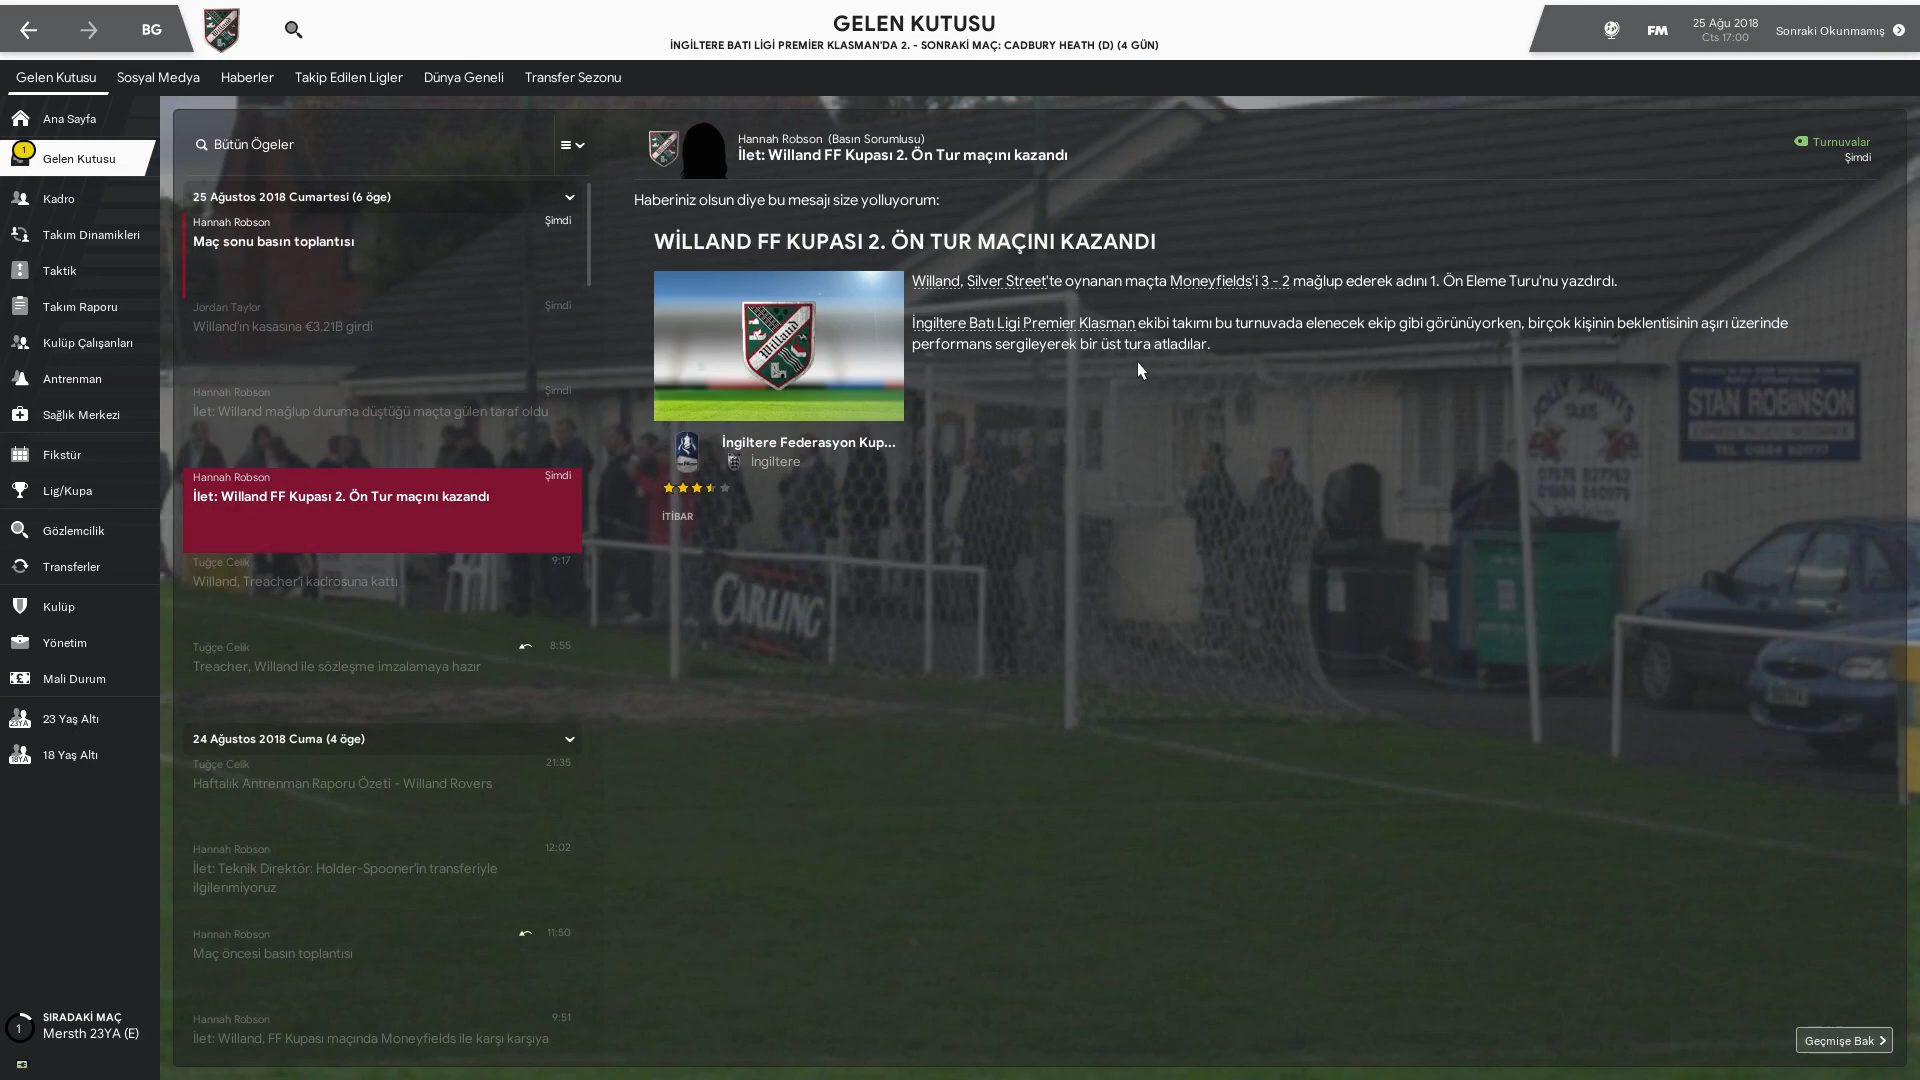 BG
GELEN KUTUSU
İNGİLTERE BATI LİGİ PREMİER KLASMAN'DA 2. - SONRAKİ MAÇ: CADBURY HEATH (D) (4 GÜN)
FM
25 Ağu 2018
Cts 17:00
Sonraki Okunmamış
Gelen Kutusu
Sosyal Medya
Haberler
Takip Edilen Ligler
Dünya Geneli
Transfer Sezonu
Ana Sayfa
1
Gelen Kutusu
Kadro
Takım Dinamikleri
Taktik
Takım Raporu
Kulüp Çalışanları
Antrenman
Sağlık Merkezi
Fikstür
Lig/Kupa
Gözlemcilik
Transferler
Kulüp
Yönetim
Mali Durum
23YA
23 Yaş Altı
18YA
18 Yaş Altı
1
SIRADAKİ MAÇ
Mersth 23YA (E)
Bütün Ögeler
25 Ağustos 2018 Cumartesi (6 öge)
Hannah Robson
Şimdi
Maç sonu basın toplantısı
Jordan Taylor
Şimdi
Willand'ın kasasına €3.21B girdi
Hannah Robson
Şimdi
İlet: Willand mağlup duruma düştüğü maçta gülen taraf oldu
Hannah Robson
Şimdi
İlet: Willand FF Kupası 2. Ön Tur maçını kazandı
Tuğçe Celik
9:17
Willand, Treacher'i kadrosuna kattı
Tuğçe Celik
8:55
Treacher, Willand ile sözleşme imzalamaya hazır
24 Ağustos 2018 Cuma (4 öge)
Tuğçe Celik
21:35
Haftalık Antrenman Raporu Özeti - Willand Rovers
Hannah Robson
12:02
İlet: Teknik Direktör: Holder-Spooner'in transferiyle
ilgilenmiyoruz
Hannah Robson
11:50
Maç öncesi basın toplantısı
Hannah Robson
9:51
İlet: Willand, FF Kupası maçında Moneyfields ile karşı karşıya
Hannah Robson (Basın Sorumlusu)
İlet: Willand FF Kupası 2. Ön Tur maçını kazandı
Turnuvalar
Şimdi
Haberiniz olsun diye bu mesajı size yolluyorum:
WİLLAND FF KUPASI 2. ÖN TUR MAÇINI KAZANDI
Willand, Silver Street'te oynanan maçta Moneyfields'i 3 - 2 mağlup ederek adını 1. Ön Eleme Turu'nu yazdırdı.
İngiltere Batı Ligi Premier Klasman ekibi takımı bu turnuvada elenecek ekip gibi görünüyorken, birçok kişinin beklentisinin aşırı üzerinde
performans sergileyerek bir üst tura atladılar.
Willand
İngiltere Federasyon Kup...
İngiltere
İTİBAR
JOLLY JAUNTS
TAXIS
STAN ROBINSON
CARLING
Geçmişe Bak